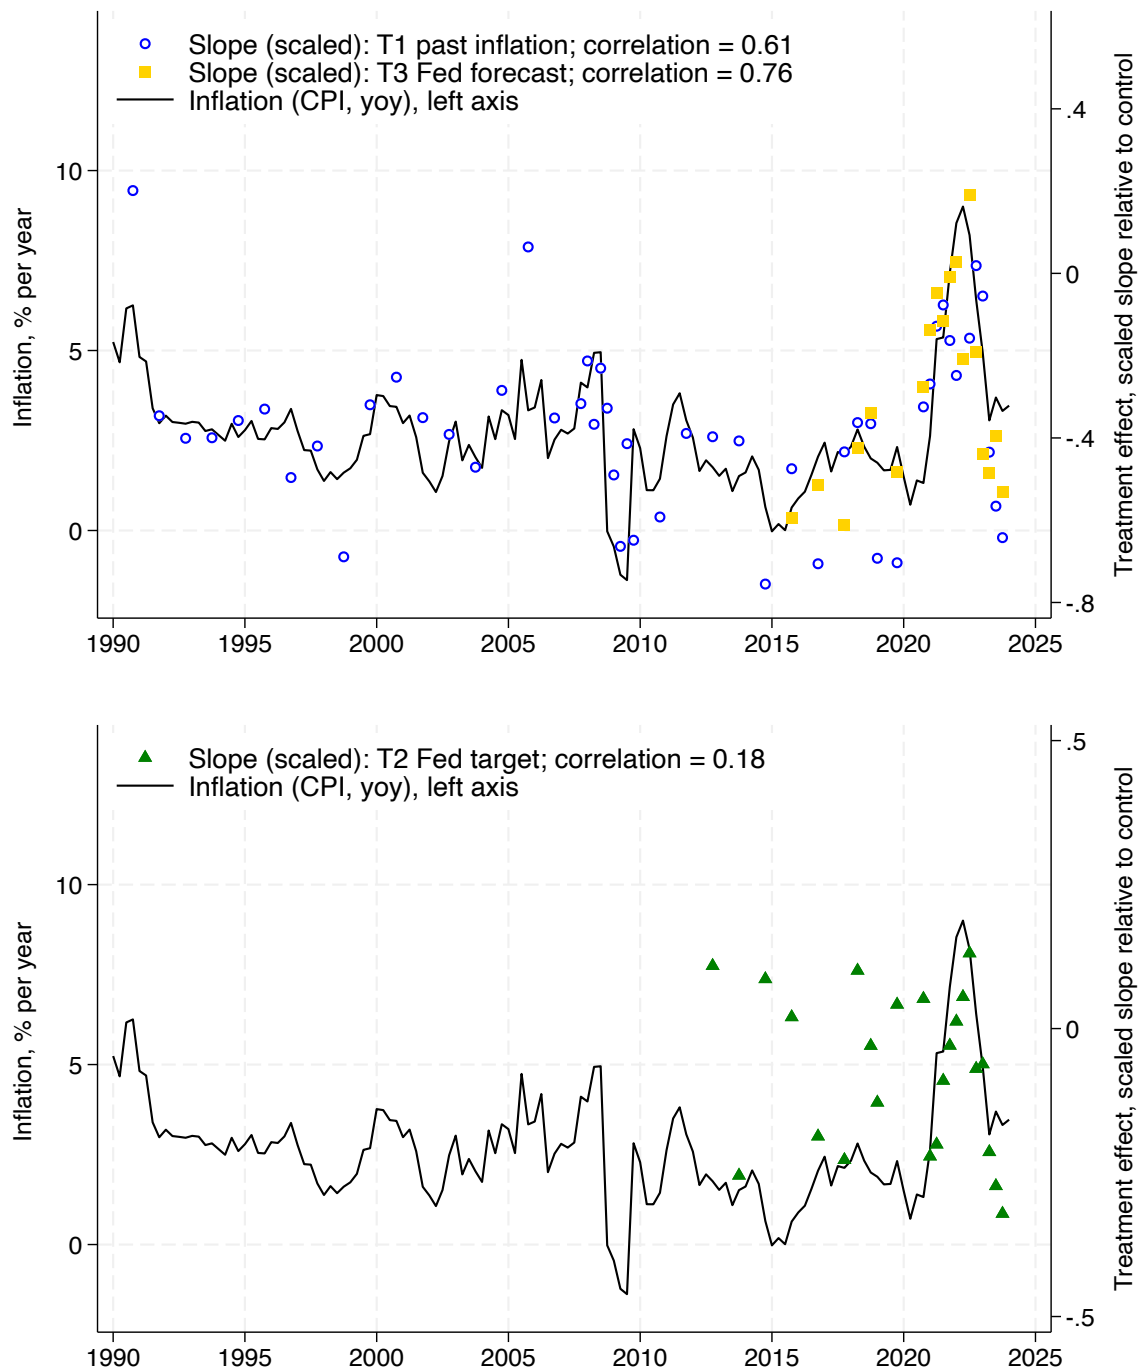 Slope (scaled): T1 past inflation; correlation = 0.61
Slope (scaled): T3 Fed forecast; correlation = 0.76
Inflation (CPI, yoy), left axis
Inflation, % per year
10
5
0
.4
0
-.4
-.8
Treatment effect, scaled slope relative to control
1990 1995 2000 2005 2010 2015 2020 2025
Slope (scaled): T2 Fed target; correlation = 0.18
Inflation (CPI, yoy), left axis
Inflation, % per year
10
5
0
.5
0
-.5
Treatment effect, scaled slope relative to control
1990 1995 2000 2005 2010 2015 2020 2025